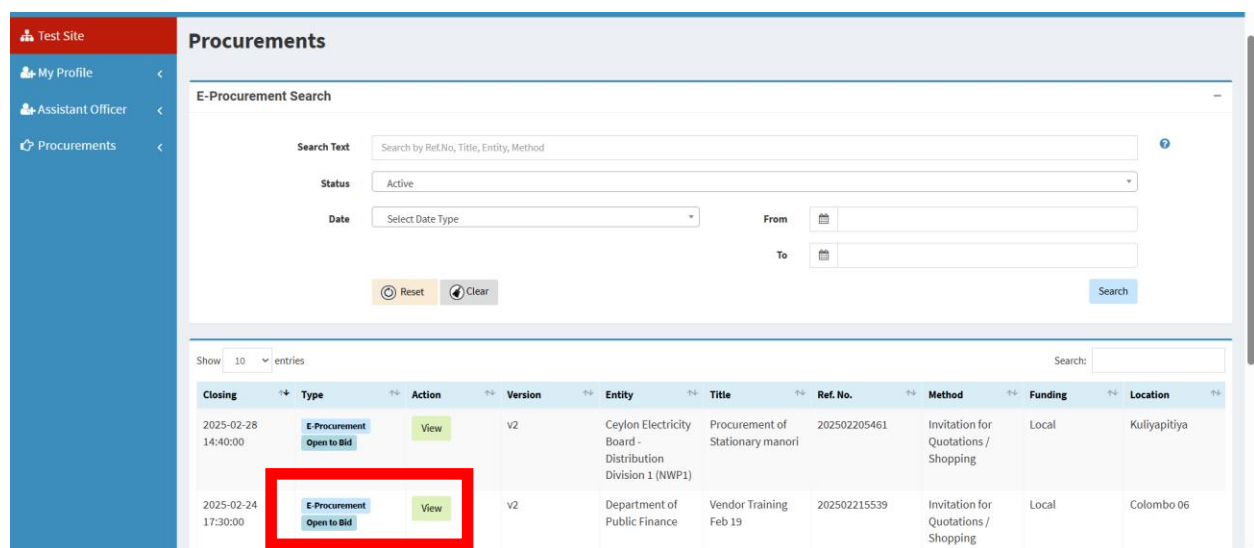 Test Site
My Profile
Assistant Officer
Procurements
Procurements
E-Procurement Search
Search Text
Search by Ref.No, Title, Entity, Method
Status
Active
Date
Select Date Type
From
To
Reset
Clear
Search
Show 10 entries
Search:
Closing Type Action Version Entity Title Ref. No. Method Funding Location
2025-02-28 E-Procurement View v2 Ceylon Electricity Procurement of 202502205461 Invitation for Local Kuliyapitiya
14:40:00 Open to Bid Board - Stationary manori Quotations /
Distribution Shopping
Division 1 (NWP1)
2025-02-24 E-Procurement View v2 Department of Vendor Training 202502215539 Invitation for Local Colombo 06
17:30:00 Open to Bid Public Finance Feb 19 Quotations /
Shopping